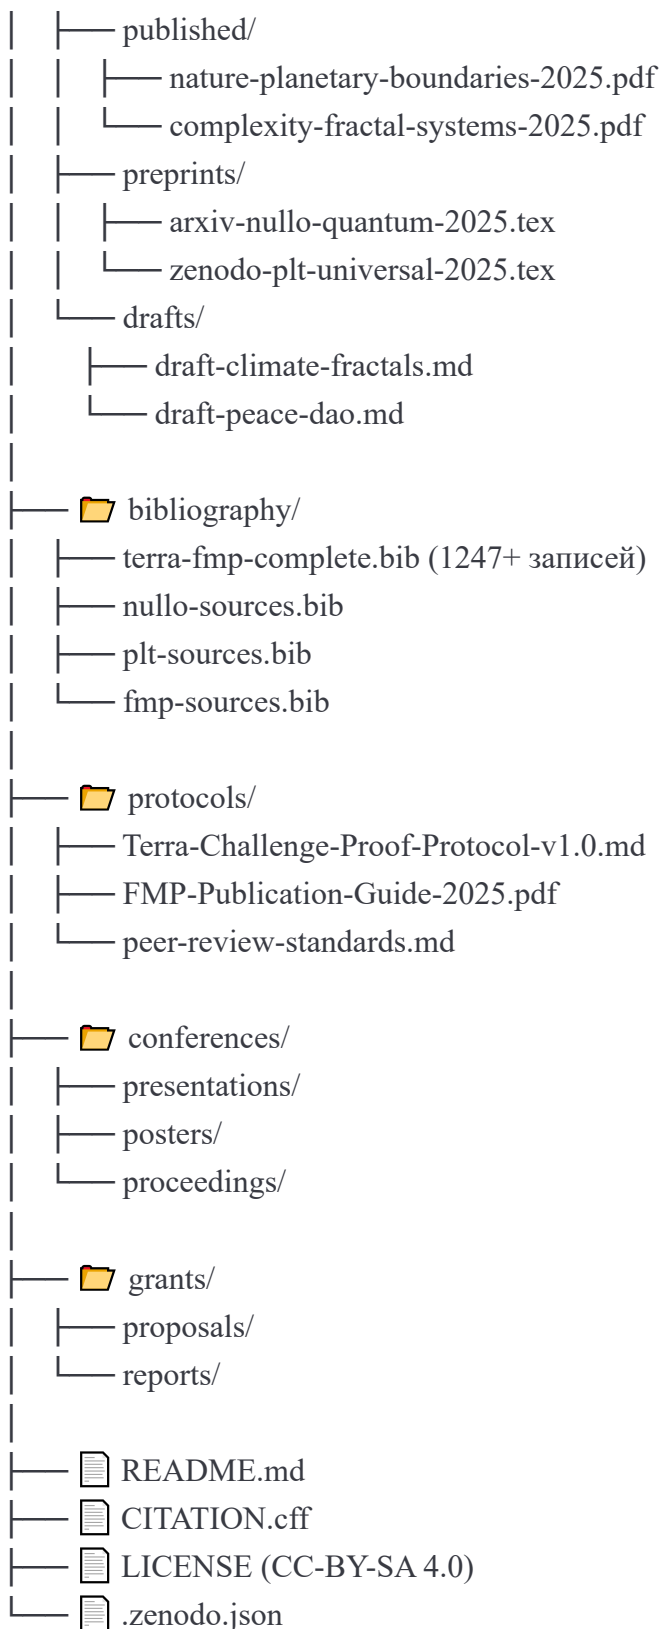 published/
nature-planetary-boundaries-2025.pdf
complexity-fractal-systems-2025.pdf
preprints/
arxiv-nullo-quantum-2025.tex
zenodo-plt-universal-2025.tex
drafts/
draft-climate-fractals.md
draft-peace-dao.md
bibliography/
terra-fmp-complete.bib (1247+ записей)
nullo-sources.bib
plt-sources.bib
fmp-sources.bib
protocols/
Terra-Challenge-Proof-Protocol-v1.0.md
FMP-Publication-Guide-2025.pdf
peer-review-standards.md
conferences/
presentations/
posters/
proceedings/
grants/
proposals/
reports/
README.md
CITATION.cff
LICENSE (CC-BY-SA 4.0)
.zenodo.json